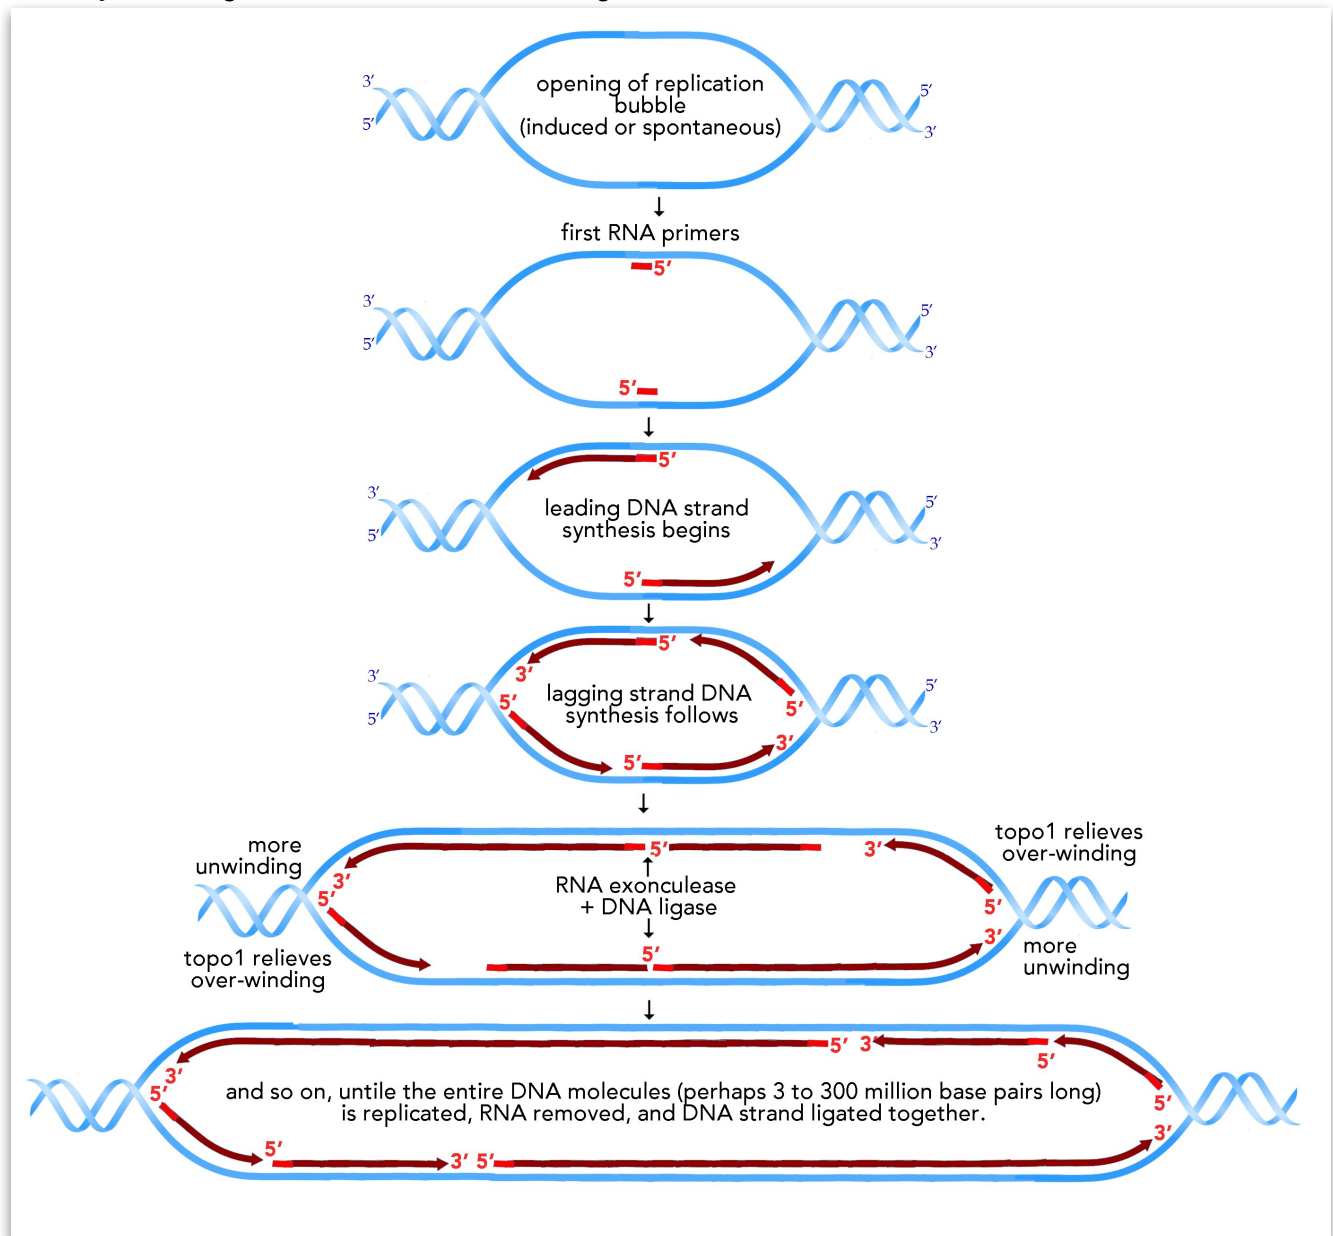 opening of replication
bubble
(induced or spontaneous)
3′
5′
5′
3′
first RNA primers
5′
3′
5′
5′
3′
5′
5′
3′
5′
leading DNA strand
synthesis begins
5′
3′
5′
5′
3′
5′
3′
5′
lagging strand DNA
synthesis follows
5′
3′
5′
3′
5′
5′
3′
more
unwinding
topo1 relieves
over-winding
5′
3′
3′
5′
RNA exonculease
+ DNA ligase
5′
5′
3′
topo1 relieves
over-winding
more
unwinding
5′ 3′
5′
3′
5′
and so on, untile the entire DNA molecules (perhaps 3 to 300 million base pairs long)
is replicated, RNA removed, and DNA strand ligated together.
5′
3′
5′
3′ 5′